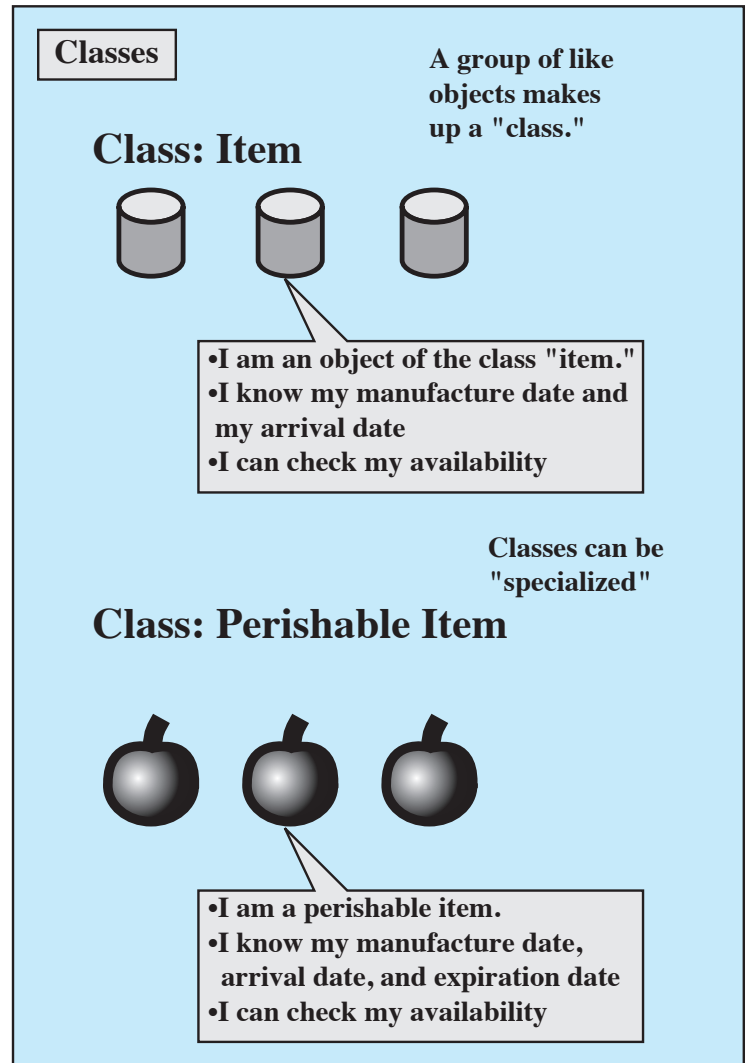 Classes
A group of like
objects makes
up a "class."
Class: Item
•I am an object of the class "item."
•I know my manufacture date and
my arrival date
•I can check my availability
Classes can be
"specialized"
Class: Perishable Item
•I am a perishable item.
•I know my manufacture date,
arrival date, and expiration date
•I can check my availability